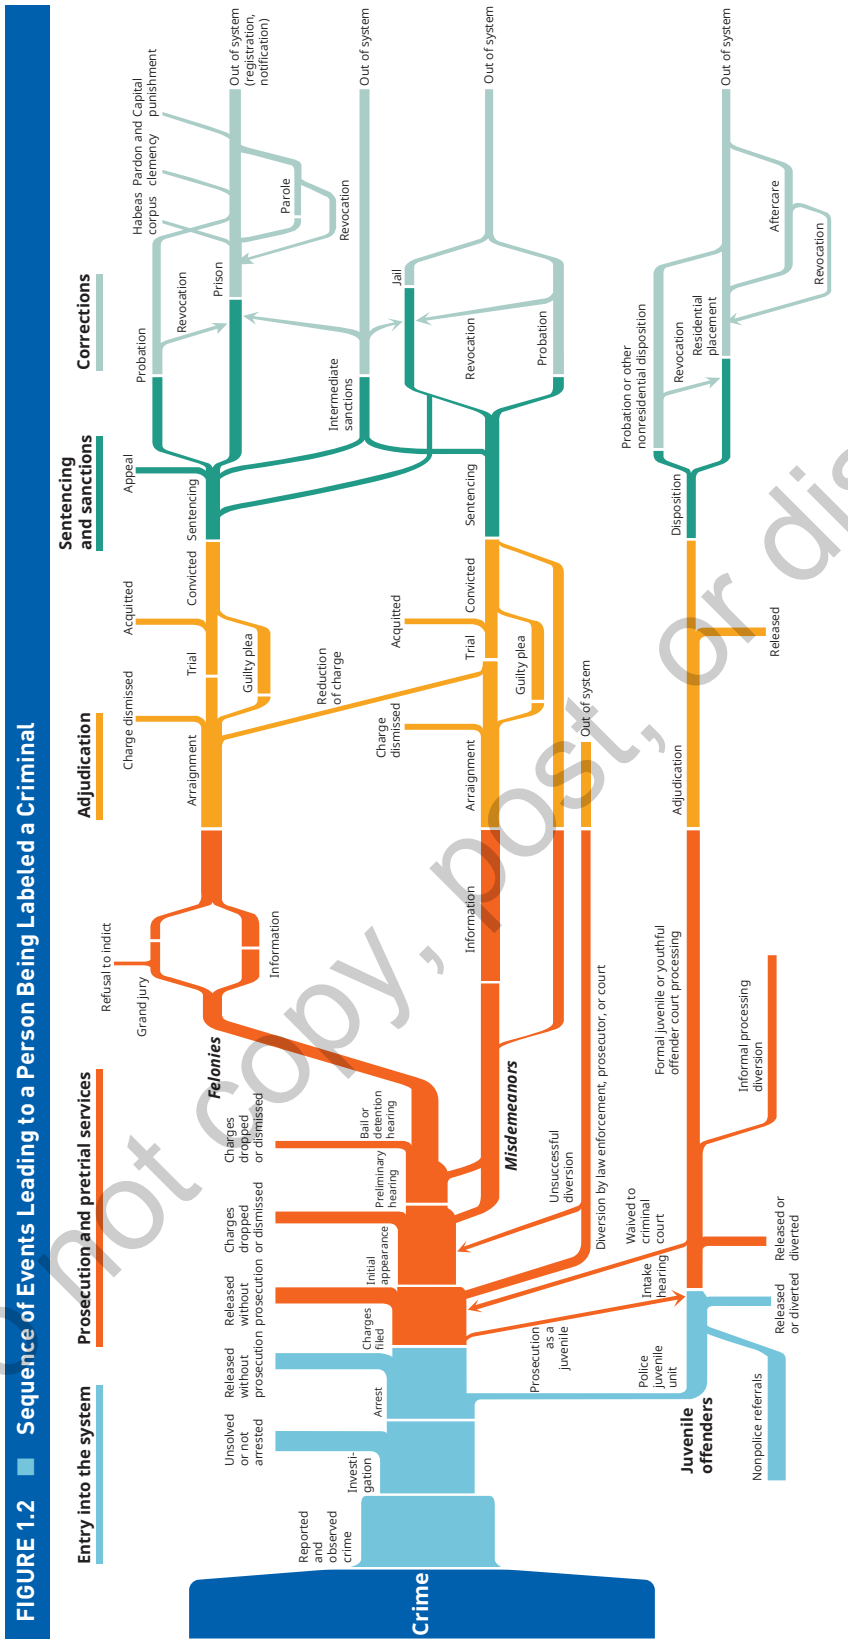 FIGURE 1.2 Sequence of Events Leading to a Person Being Labeled a Criminal
Entry into the system
Prosecution and pretrial services
Adjudication
Sentencing
and sanctions
Corrections
Crime
Reported
and
observed
crime
Unsolved
or not
arrested
Investi-
gation
Released
without
prosecution
Arrest
Released
without
prosecution
Charges
filed
Charges
dropped
or dismissed
Initial
appearance
Charges
dropped
or dismissed
Preliminary
hearing
Bail or
detention
hearing
Felonies
Refusal to indict
Grand jury
Information
Charge dismissed
Arraignment
Guilty plea
Reduction
of charge
Acquitted
Trial
Convicted
Appeal
Sentencing
Probation
Revocation
Prison
Habeas
corpus
Pardon and
clemency
Capital
punishment
Parole
Revocation
Out of system
(registration,
notification)
Intermediate
sanctions
Out of system
Misdemeanors
Information
Charge
dismissed
Arraignment
Guilty plea
Acquitted
Trial
Convicted
Sentencing
Jail
Revocation
Probation
Out of system
Unsuccessful
diversion
Diversion by law enforcement, prosecutor, or court
Out of system
Prosecution
as a
juvenile
Waived to
criminal
court
Juvenile
offenders
Police
juvenile
unit
Nonpolice referrals
Released
or diverted
Intake
hearing
Released or
diverted
Informal processing
diversion
Formal juvenile or youthful
offender court processing
Adjudication
Released
Disposition
Probation or other
nonresidential disposition
Revocation
Residential
placement
Aftercare
Revocation
Out of system
not copy, post, or dis